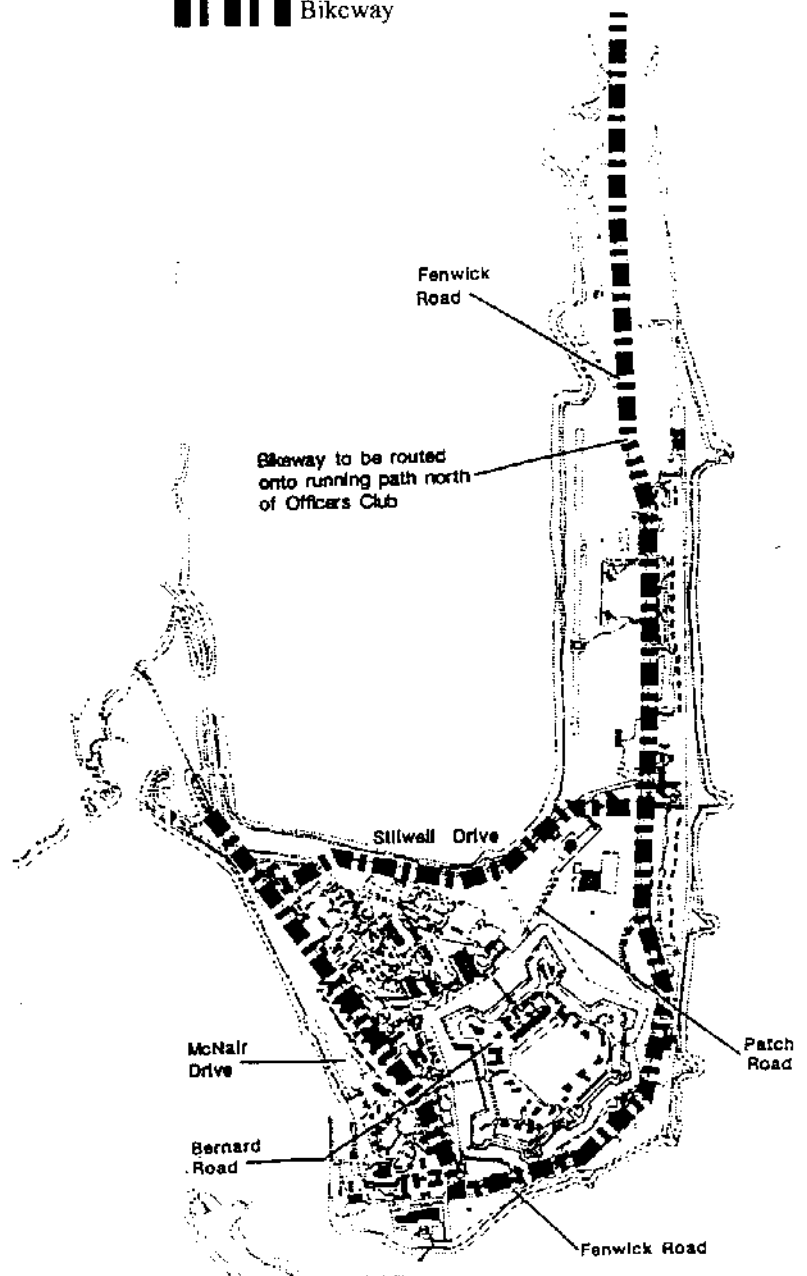 Bikeway
Fenwick
Road
Bikeway to be routed
onto running path north
of Officers Club
Stilwell Drive
McNair
Drive
Patch
Road
Bernard
Road
Fenwick Road